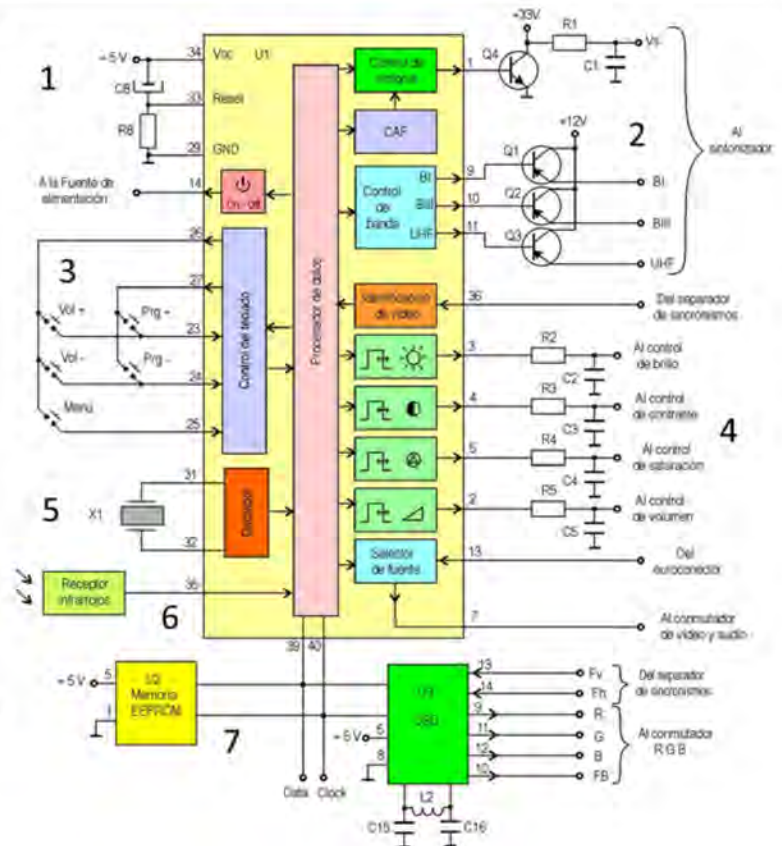 +33V
R1
34
Vcc
U1
+5V
1
Control de
1
Q4
Vs
C1
C8
33
Reset
R8
CAF
+12V
2
Al
sintonizador
29
GND
Q1
A la Fuente de
alimentación
14
On - Off
Control
de
banda
BI
9
BI
BIII
10
Q2
BIII
UHF
11
Q3
UHF
26
3
27
Identificación
de vídeo
36
Del separador
de sincronismos
Vol +
Prg +
23
Control del teclado
Procesador de datos
3
R2
C2
Al control
de brillo
Vol -
Prg -
24
4
R3
C3
Al control
de contraste
4
Menú
25
5
R4
C4
Al control
de saturación
31
5
X1
32
Oscilador
2
R5
C5
Al control
de volumen
Selector
de fuente
13
Del
euroconector
Receptor
infrarrojos
35
6
7
Al conmutador
de vídeo y audio
39
40
+5V
5
Memoria
EEPROM
1
7
U3
OSD
13
Fv
14
Fh
Del separador
de sincronismos
9
R
11
G
12
B
10
FB
Al conmutador
R G B
+5V
5
8
Data
Clock
L2
C15
C16